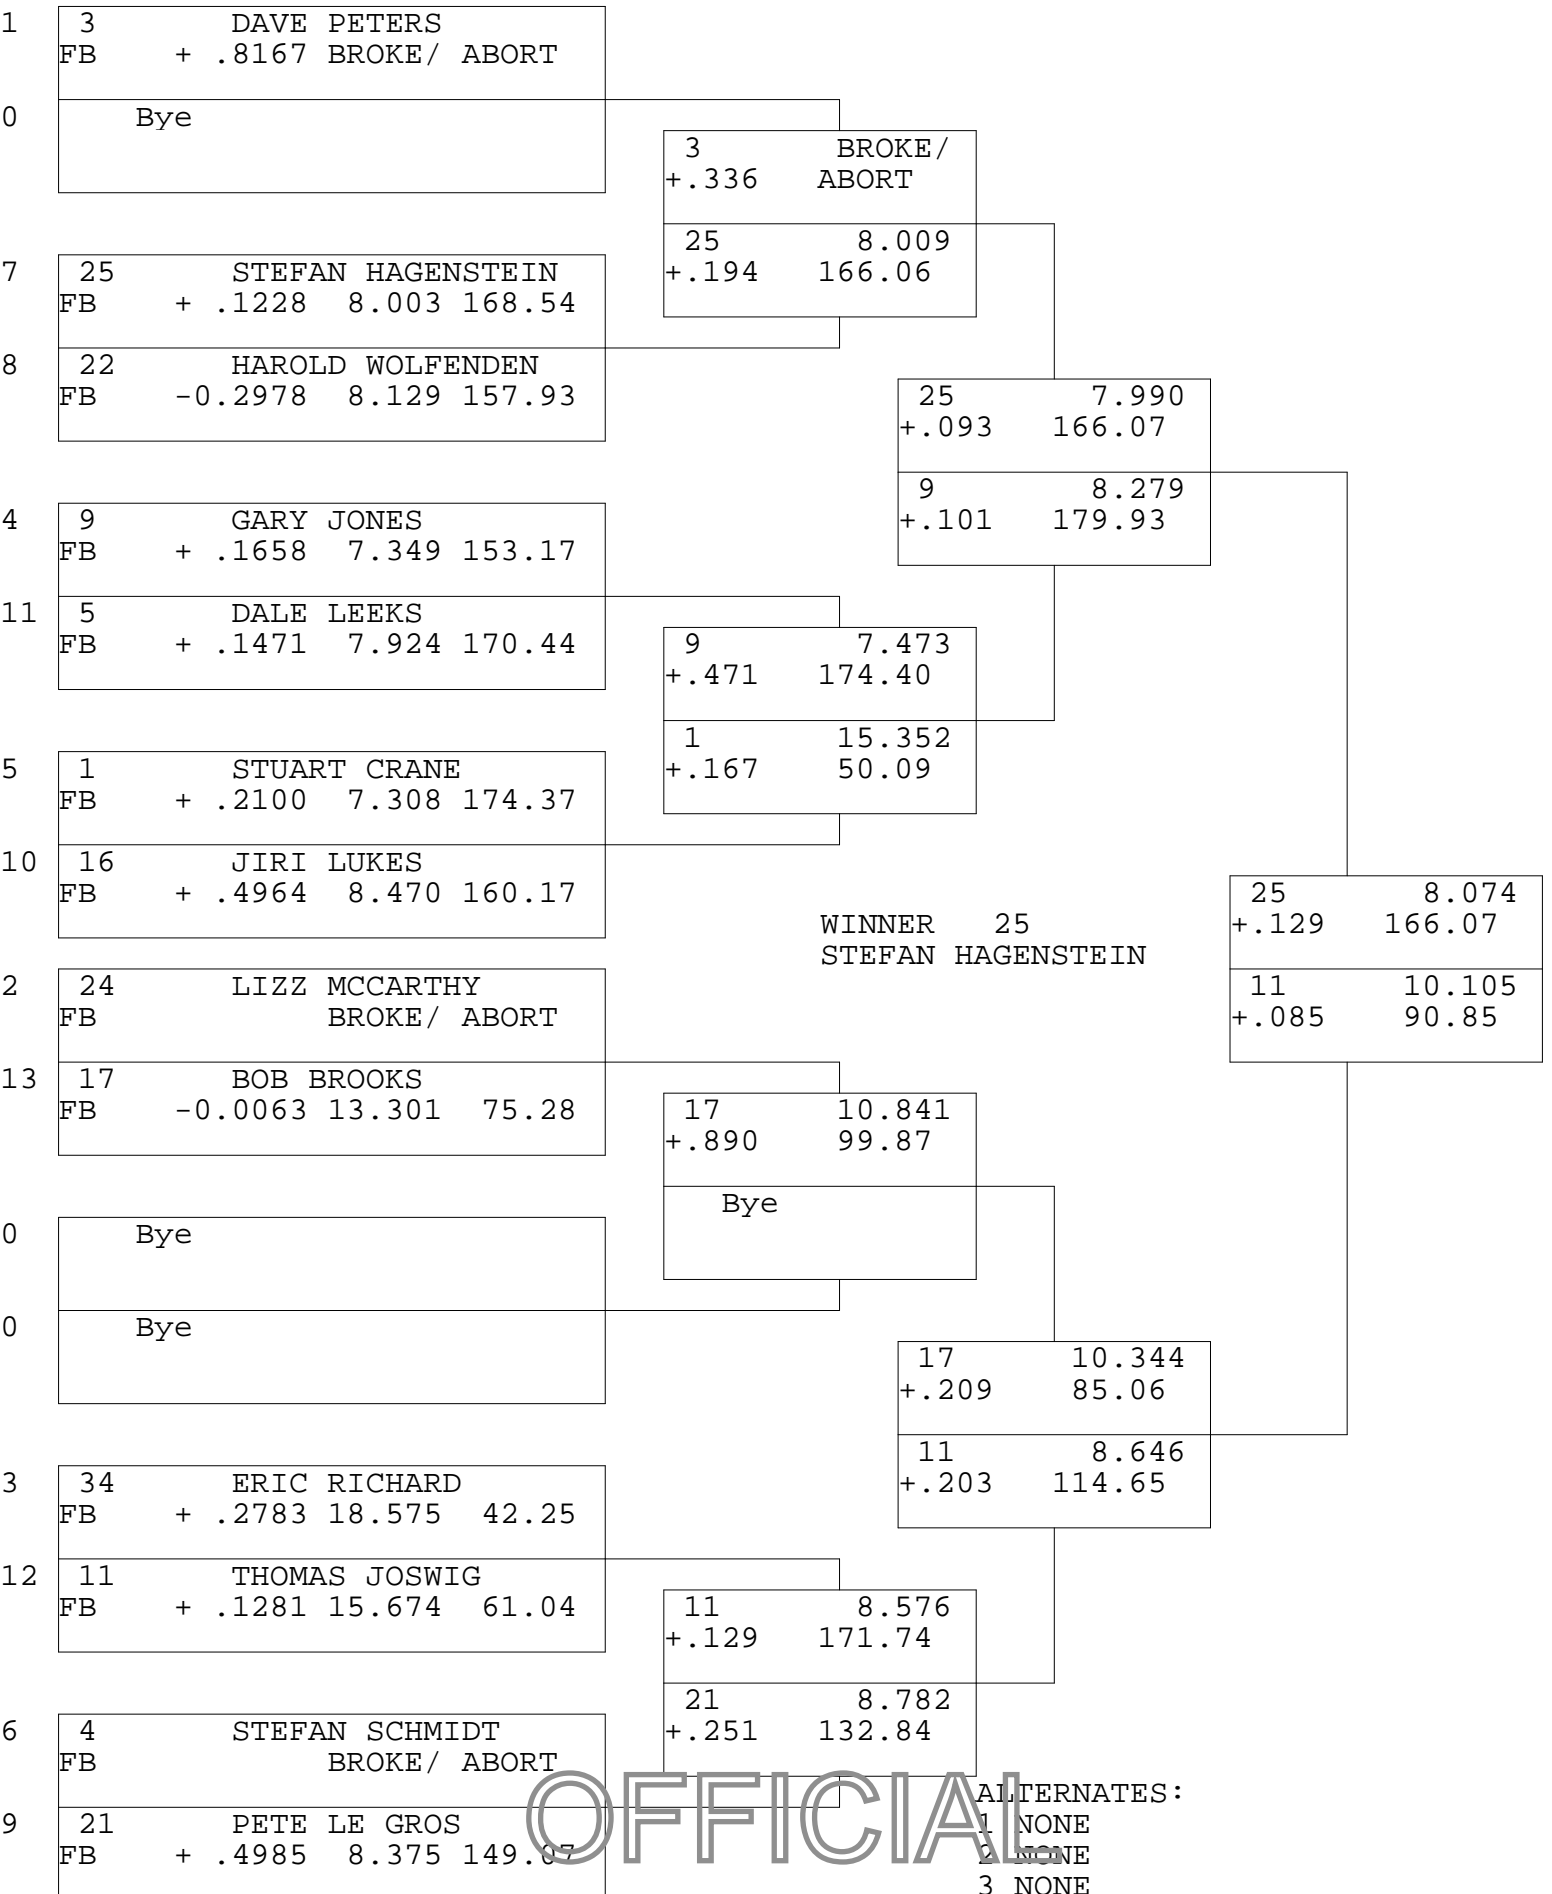 1 3 DAVE PETERS
FB + .8167 BROKE/ ABORT
0 Bye
7 25 STEFAN HAGENSTEIN
FB + .1228 8.003 168.54
8 22 HAROLD WOLFENDEN
FB -0.2978 8.129 157.93
4 9 GARY JONES
FB + .1658 7.349 153.17
11 5 DALE LEEKS
FB + .1471 7.924 170.44
5 1 STUART CRANE
FB + .2100 7.308 174.37
10 16 JIRI LUKES
FB + .4964 8.470 160.17
2 24 LIZZ MCCARTHY
FB BROKE/ ABORT
13 17 BOB BROOKS
FB -0.0063 13.301 75.28
0 Bye
0 Bye
3 34 ERIC RICHARD
FB + .2783 18.575 42.25
12 11 THOMAS JOSWIG
FB + .1281 15.674 61.04
6 4 STEFAN SCHMIDT
FB BROKE/ ABORT
9 21 PETE LE GROS
FB + .4985 8.375 149.07
3 BROKE/
+.336 ABORT
25 8.009
+.194 166.06
9 7.473
+.471 174.40
1 15.352
+.167 50.09
17 10.841
+.890 99.87
Bye
11 8.576
+.129 171.74
21 8.782
+.251 132.84
25 7.990
+.093 166.07
9 8.279
+.101 179.93
17 10.344
+.209 85.06
11 8.646
+.203 114.65
25 8.074
+.129 166.07
11 10.105
+.085 90.85
WINNER 25
STEFAN HAGENSTEIN
OFFICIAL
ALTERNATES:
1 NONE
2 NONE
3 NONE